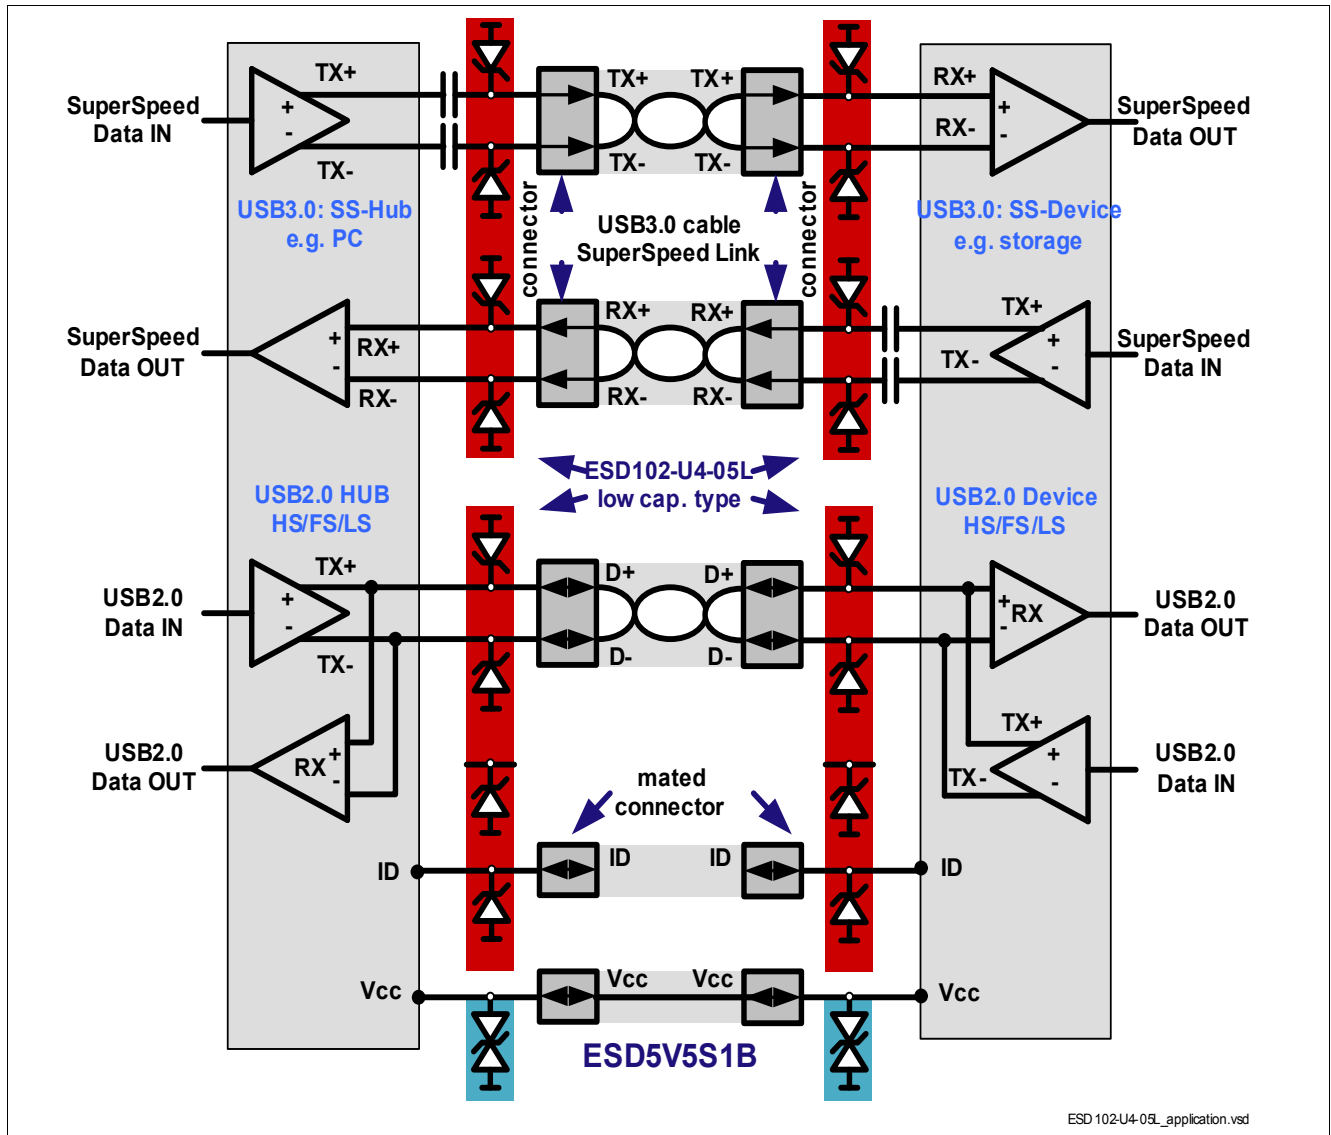 TX+
TX+
TX+
RX+
SuperSpeed
Data IN
+
-
+
-
RX-
SuperSpeed
Data OUT
TX-
TX-
TX-
USB3.0: SS-Hub
e.g. PC
connector
USB3.0 cable
SuperSpeed Link
connector
USB3.0: SS-Device
e.g. storage
SuperSpeed
Data OUT
+
-
RX+
RX-
RX+
RX+
RX-
RX-
TX+
TX-
+
-
SuperSpeed
Data IN
ESD102-U4-05L
low cap. type
USB2.0 HUB
HS/FS/LS
USB2.0 Device
HS/FS/LS
USB2.0
Data IN
TX+
+
-
TX-
D+
D+
D-
D-
+
-
RX
USB2.0
Data OUT
USB2.0
Data OUT
RX
+
-
mated
connector
TX+
TX-
+
-
USB2.0
Data IN
ID
ID
ID
ID
Vcc
Vcc
Vcc
Vcc
ESD5V5S1B
ESD102-U4-05L_application.vsd